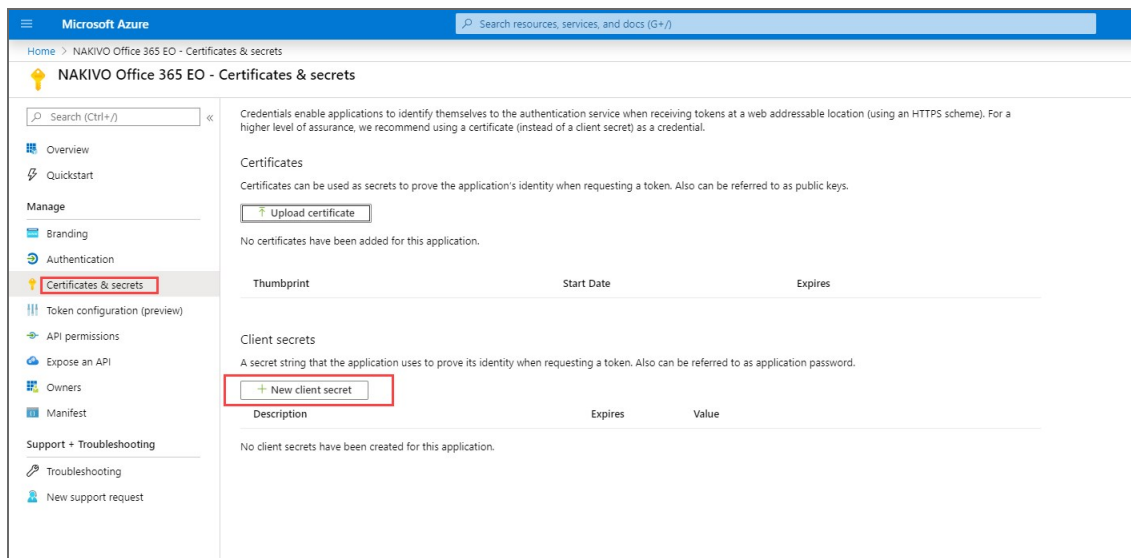 Microsoft Azure
Search resources, services, and docs (G+/)
Home > NAKIVO Office 365 EO - Certificates & secrets
NAKIVO Office 365 EO - Certificates & secrets
Search (Ctrl+/)
«
Overview
Quickstart
Manage
Branding
Authentication
Certificates & secrets
Token configuration (preview)
API permissions
Expose an API
Owners
Manifest
Support + Troubleshooting
Troubleshooting
New support request
Credentials enable applications to identify themselves to the authentication service when receiving tokens at a web addressable location (using an HTTPS scheme). For a
higher level of assurance, we recommend using a certificate (instead of a client secret) as a credential.
Certificates
Certificates can be used as secrets to prove the application's identity when requesting a token. Also can be referred to as public keys.
Upload certificate
No certificates have been added for this application.
Thumbprint Start Date Expires
Client secrets
A secret string that the application uses to prove its identity when requesting a token. Also can be referred to as application password.
New client secret
Description Expires Value
No client secrets have been created for this application.